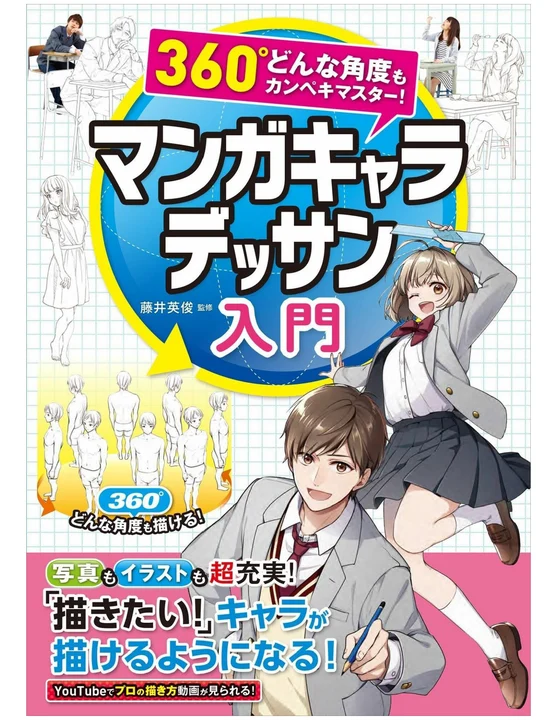 360°どんな角度も
カンペキマスター!
マンガキャラ
デッサン
藤井英俊 監修
入門
360°
どんな角度も描ける!
写真もイラストも超充実!
「描きたい!」キャラが
描けるようになる!
YouTubeでプロの描き方動画が見られる!